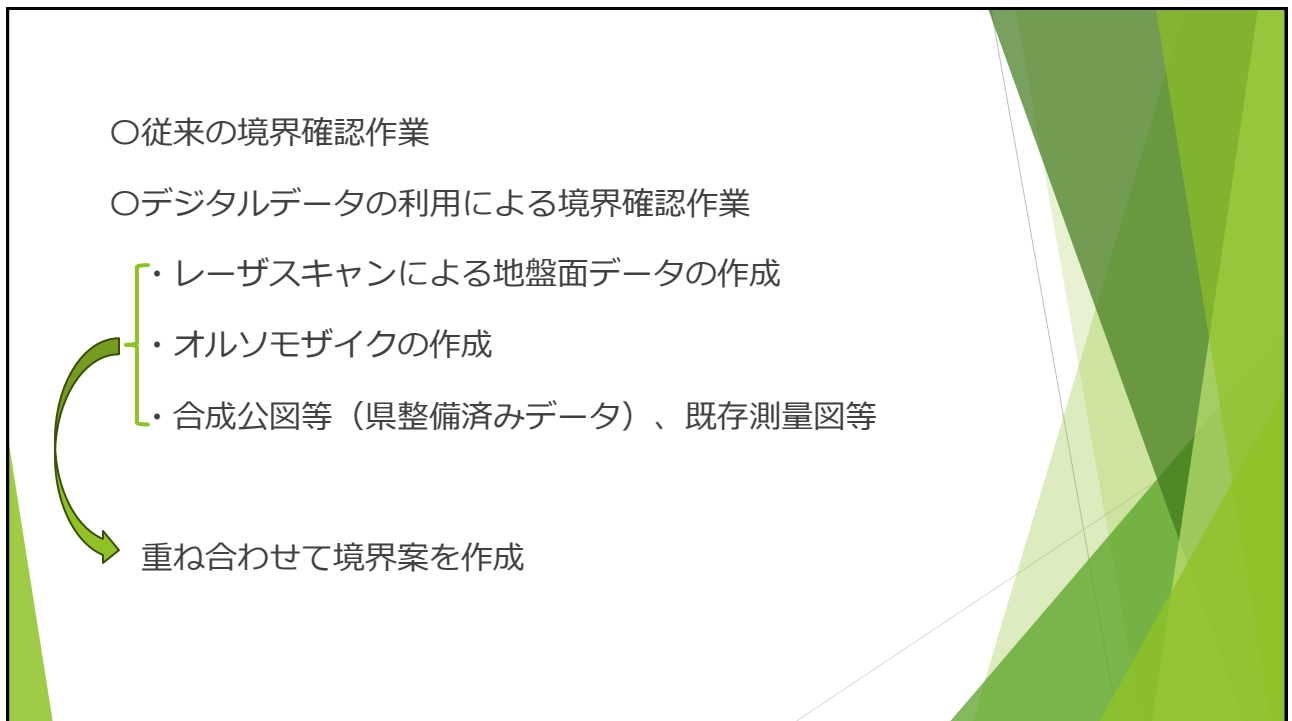 〇従来の境界確認作業
〇デジタルデータの利用による境界確認作業
・レーザスキャンによる地盤面データの作成
・オルソモザイクの作成
・合成公図等（県整備済みデータ）、既存測量図等
重ね合わせて境界案を作成